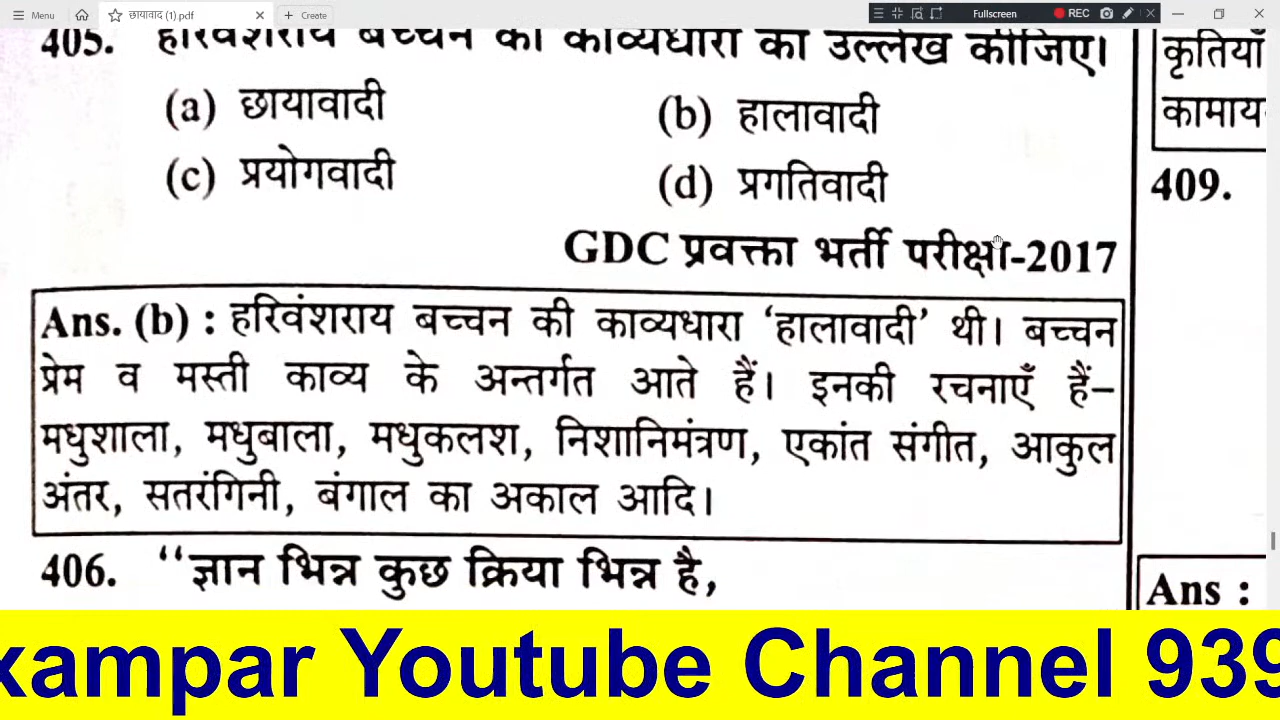 Menu
छायावाद (1).pdf
Create
Fullscreen
REC
405. हरिवंशराय बच्चन की काव्यधारा का उल्लेख कीजिए।
(a) छायावादी
(b) हालावादी
(c) प्रयोगवादी
(d) प्रगतिवादी
GDC प्रवक्ता भर्ती परीक्षा-2017
Ans. (b) : हरिवंशराय बच्चन की काव्यधारा ‘हालावादी’ थी। बच्चन
प्रेम व मस्ती काव्य के अन्तर्गत आते हैं। इनकी रचनाएँ हैं–
मधुशाला, मधुबाला, मधुकलश, निशानिमंत्रण, एकांत संगीत, आकुल
अंतर, सतरंगिनी, बंगाल का अकाल आदि।
406. ‘‘ज्ञान भिन्न कुछ क्रिया भिन्न है,
कृतियाँ
कामाय
409.
Ans :
xampar Youtube Channel 939